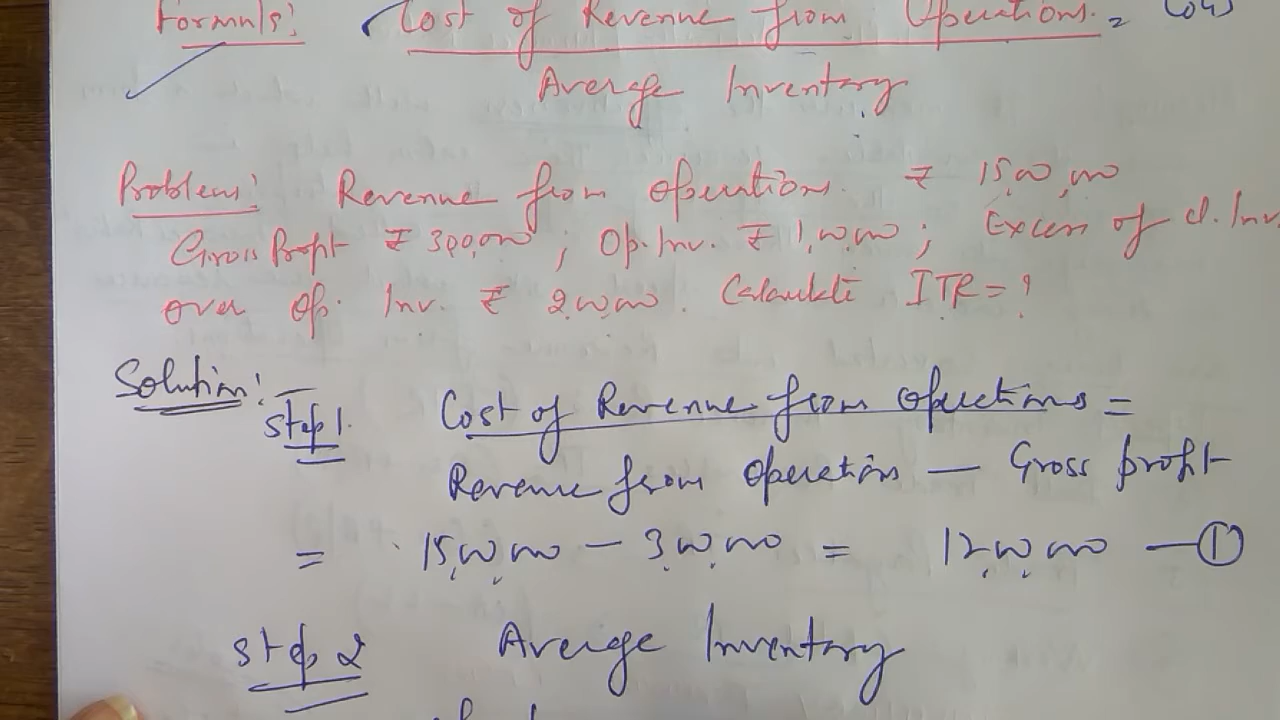 Formula: Cost of Revenue from Operations. =
Average Inventory
Problem: Revenue from operations. ₹ 15,00,000
Gross Profit ₹ 3,00,000 ; Op. Inv. ₹ 1,00,000 ; Excess of cl. Inv.
over op. Inv. ₹ 2,00,000. Calculate ITR = ?
Solution: -
Step 1. Cost of Revenue from Operations =
Revenue from operations — Gross profit
= 15,00,000 - 3,00,000 = 12,00,000 — ①
Step 2 Average Inventory